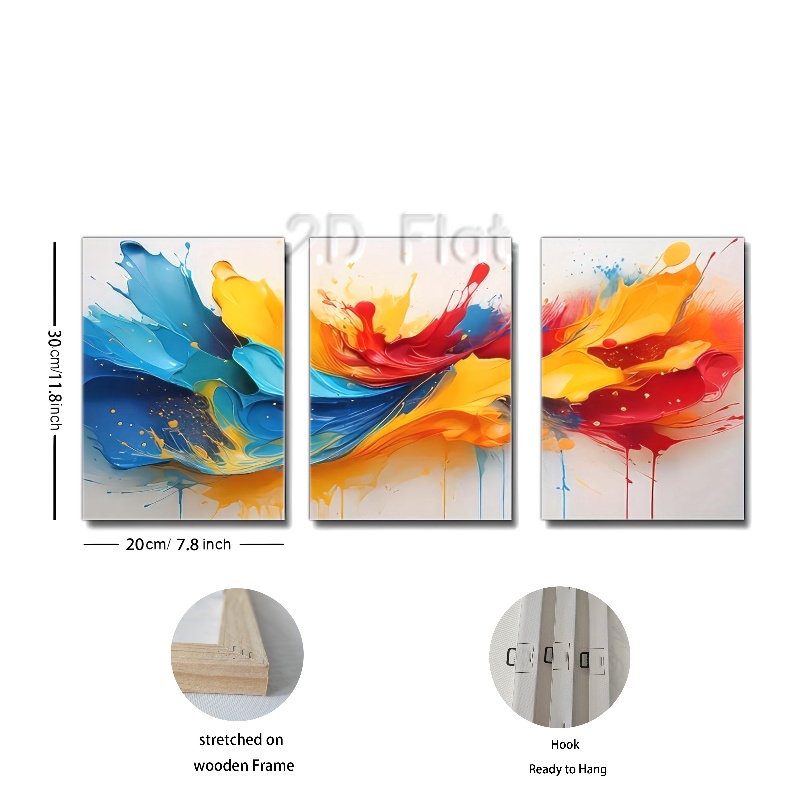 2D Flat
30cm/11.8inch
20cm/ 7.8 inch
stretched on
wooden Frame
Hook
Ready to Hang